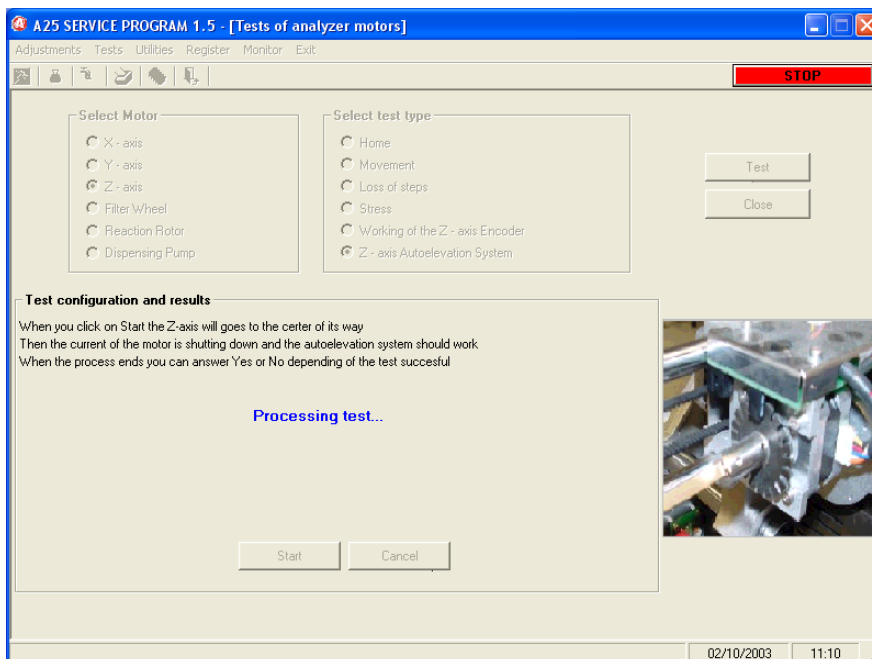 A25 SERVICE PROGRAM 1.5 - [Tests of analyzer motors]
Adjustments Tests Utilities Register Monitor Exit
STOP
Select Motor
X - axis
Y - axis
Z - axis
Filter Wheel
Reaction Rotor
Dispensing Pump
Select test type
Home
Movement
Loss of steps
Stress
Working of the Z - axis Encoder
Z - axis Autoelevation System
Test
Close
Test configuration and results
When you click on Start the Z-axis will goes to the certer of its way
Then the current of the motor is shutting down and the autoelevation system should work
When the process ends you can answer Yes or No depending of the test succesful
Processing test...
Start Cancel
02/10/2003 11:10